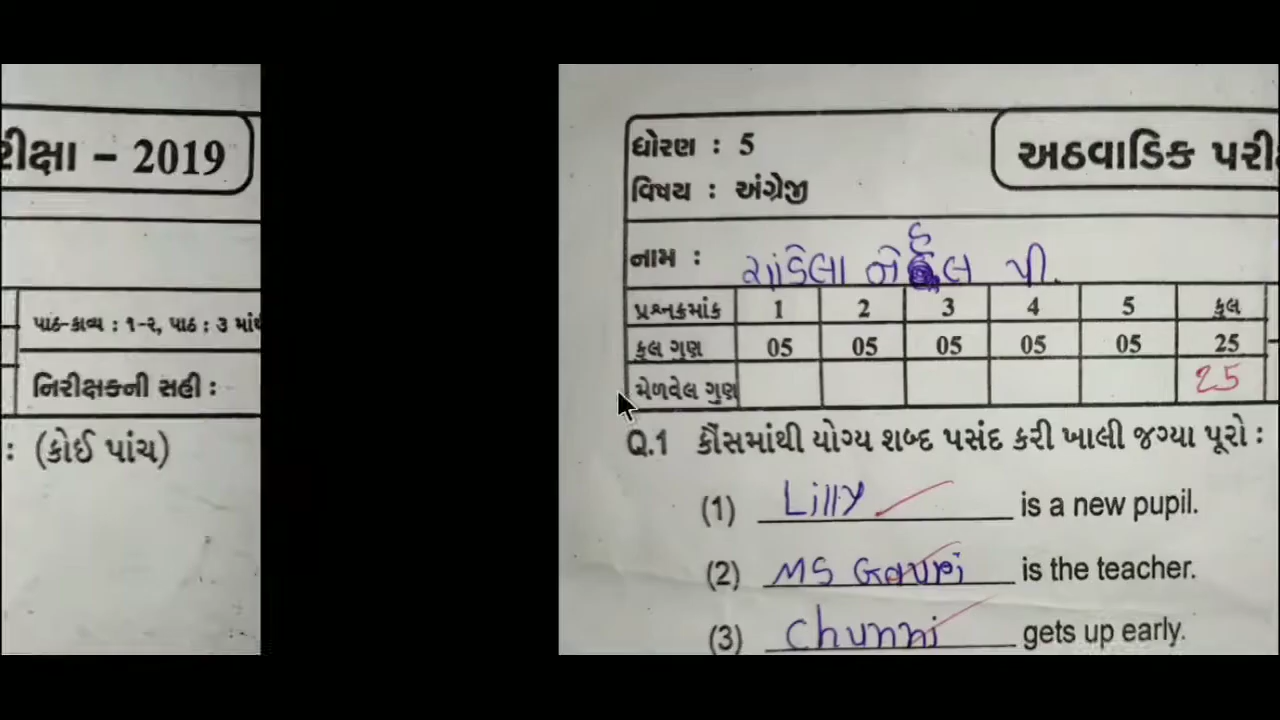 રીક્ષા – 2019
પાઠ-કાવ્ય : ૧-૨, પાઠ : ૩
નિરીક્ષકની સહી :
: (કોઈ પાંચ)
ધોરણ : 5
અઠવાડિક પરી
વિષય : અંગ્રેજી
નામ : ચાંડેલા નેહલ પી.
પ્રશ્નક્રમાંક 1 2 3 4 5 કુલ
કુલ ગુણ 05 05 05 05 05 25
મેળવેલ ગુણ 25
Q.1 કૌંસમાંથી યોગ્ય શબ્દ પસંદ કરી ખાલી જગ્યા પૂરો :
(1) Lilly is a new pupil.
(2) MS Gauri is the teacher.
(3) Chunni gets up early.